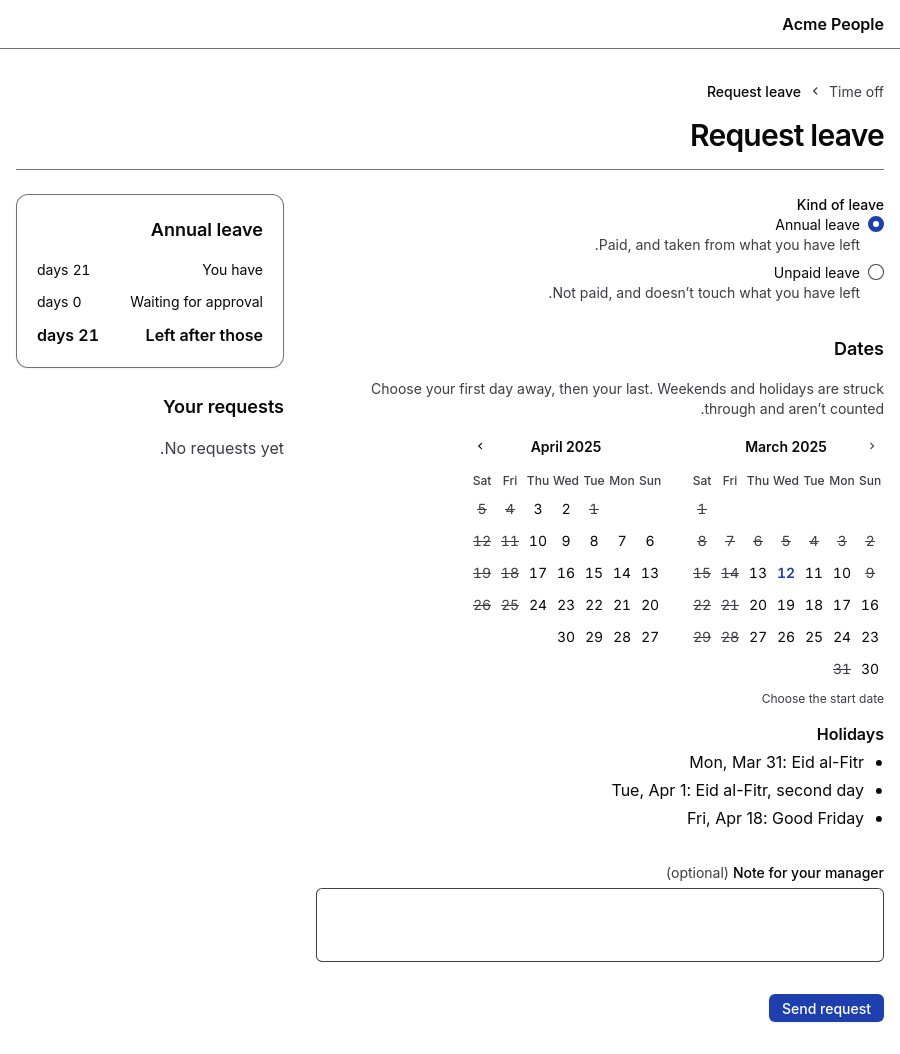 Acme People
Time off
Request leave
Request leave
Kind of leave
Annual leave
.Paid, and taken from what you have left
Unpaid leave
.Not paid, and doesn’t touch what you have left
Dates
Choose your first day away, then your last. Weekends and holidays are struck
.through and aren’t counted
March 2025
Sat Fri Thu Wed Tue Mon Sun
1
8 7 6 5 4 3 2
15 14 13 12 11 10 9
22 21 20 19 18 17 16
29 28 27 26 25 24 23
31 30
April 2025
Sat Fri Thu Wed Tue Mon Sun
5 4 3 2 1
12 11 10 9 8 7 6
19 18 17 16 15 14 13
26 25 24 23 22 21 20
30 29 28 27
Choose the start date
Holidays
Mon, Mar 31: Eid al-Fitr
Tue, Apr 1: Eid al-Fitr, second day
Fri, Apr 18: Good Friday
(optional) Note for your manager
Send request
Annual leave
You have
days 21
Waiting for approval
days 0
Left after those
days 21
Your requests
.No requests yet